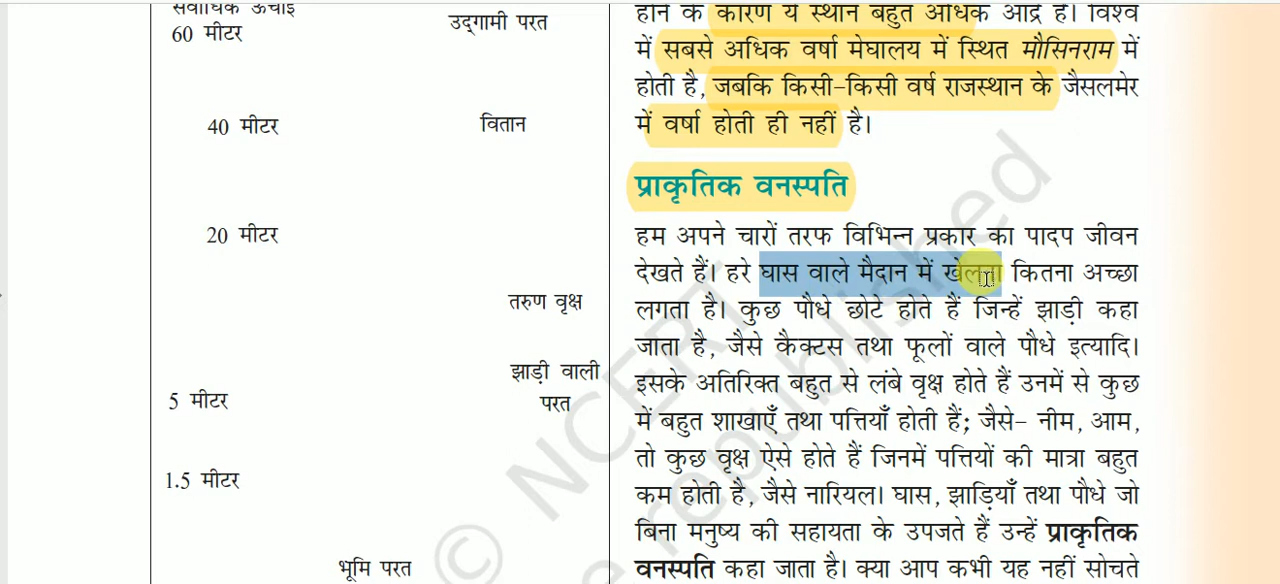 सर्वाधिक ऊंचाई
60 मीटर
उद्‌गामी परत
40 मीटर
वितान
20 मीटर
तरुण वृक्ष
झाड़ी वाली
परत
5 मीटर
1.5 मीटर
भूमि परत
होने के कारण ये स्थान बहुत अधिक आर्द्र हैं। विश्व
में सबसे अधिक वर्षा मेघालय में स्थित मौसिनराम में
होती है, जबकि किसी-किसी वर्ष राजस्थान के जैसलमेर
में वर्षा होती ही नहीं है।
प्राकृतिक वनस्पति
हम अपने चारों तरफ विभिन्न प्रकार का पादप जीवन
देखते हैं। हरे घास वाले मैदान में खेलना कितना अच्छा
लगता है। कुछ पौधे छोटे होते हैं जिन्हें झाड़ी कहा
जाता है, जैसे कैक्टस तथा फूलों वाले पौधे इत्यादि।
इसके अतिरिक्त बहुत से लंबे वृक्ष होते हैं उनमें से कुछ
में बहुत शाखाएँ तथा पत्तियाँ होती हैं; जैसे- नीम, आम,
तो कुछ वृक्ष ऐसे होते हैं जिनमें पत्तियों की मात्रा बहुत
कम होती है, जैसे नारियल। घास, झाड़ियाँ तथा पौधे जो
बिना मनुष्य की सहायता के उपजते हैं उन्हें प्राकृतिक
वनस्पति कहा जाता है। क्या आप कभी यह नहीं सोचते
© NCERT
be republished